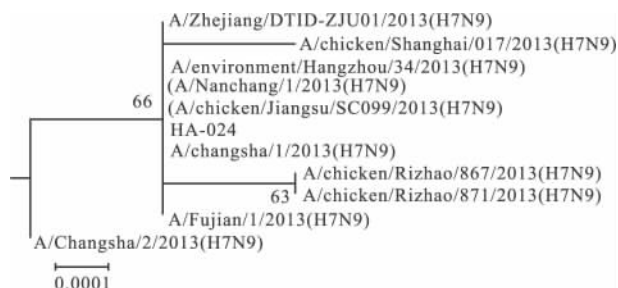 A/Zhejiang/DTID-ZJU01/2013(H7N9)
A/chicken/Shanghai/017/2013(H7N9)
A/environment/Hangzhou/34/2013(H7N9)
(A/Nanchang/1/2013(H7N9)
66
(A/chicken/Jiangsu/SC099/2013(H7N9)
HA-024
A/changsha/1/2013(H7N9)
A/chicken/Rizhao/867/2013(H7N9)
63
A/chicken/Rizhao/871/2013(H7N9)
A/Fujian/1/2013(H7N9)
A/Changsha/2/2013(H7N9)
0.0001